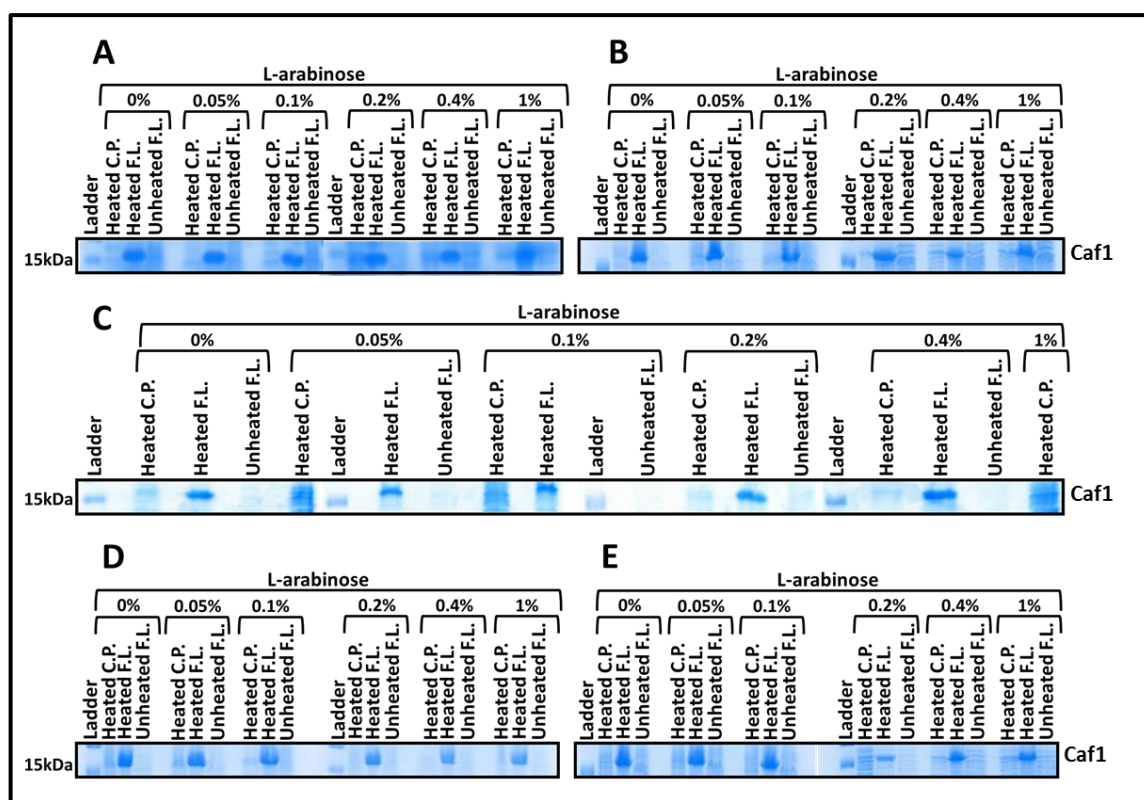 A
L-arabinose
0% 0.05% 0.1% 0.2% 0.4% 1%
Ladder Heated C.P. Heated F.L. Unheated F.L. Heated C.P. Heated F.L. Unheated F.L. Heated C.P. Heated F.L. Unheated F.L. Ladder Heated C.P. Heated F.L. Unheated F.L. Heated C.P. Heated F.L. Unheated F.L. Heated C.P. Heated F.L. Unheated F.L.
15kDa
B
L-arabinose
0% 0.05% 0.1% 0.2% 0.4% 1%
Ladder Heated C.P. Heated F.L. Unheated F.L. Heated C.P. Heated F.L. Unheated F.L. Heated C.P. Heated F.L. Unheated F.L. Ladder Heated C.P. Heated F.L. Unheated F.L. Heated C.P. Heated F.L. Unheated F.L. Heated C.P. Heated F.L. Unheated F.L.
Caf1
C
L-arabinose
0% 0.05% 0.1% 0.2% 0.4% 1%
Ladder Heated C.P. Heated F.L. Unheated F.L. Heated C.P. Ladder Heated F.L. Unheated F.L. Heated C.P. Heated F.L. Ladder Unheated F.L. Heated C.P. Heated F.L. Unheated F.L. Ladder Heated C.P. Heated F.L. Unheated F.L. Heated C.P.
15kDa Caf1
D
L-arabinose
0% 0.05% 0.1% 0.2% 0.4% 1%
Ladder Heated C.P. Heated F.L. Unheated F.L. Heated C.P. Heated F.L. Unheated F.L. Heated C.P. Heated F.L. Unheated F.L. Ladder Heated C.P. Heated F.L. Unheated F.L. Heated C.P. Heated F.L. Unheated F.L. Heated C.P. Heated F.L. Unheated F.L.
15kDa
E
L-arabinose
0% 0.05% 0.1% 0.2% 0.4% 1%
Ladder Heated C.P. Heated F.L. Unheated F.L. Heated C.P. Heated F.L. Unheated F.L. Heated C.P. Heated F.L. Unheated F.L. Ladder Heated C.P. Heated F.L. Unheated F.L. Heated C.P. Heated F.L. Unheated F.L. Heated C.P. Heated F.L. Unheated F.L.
Caf1